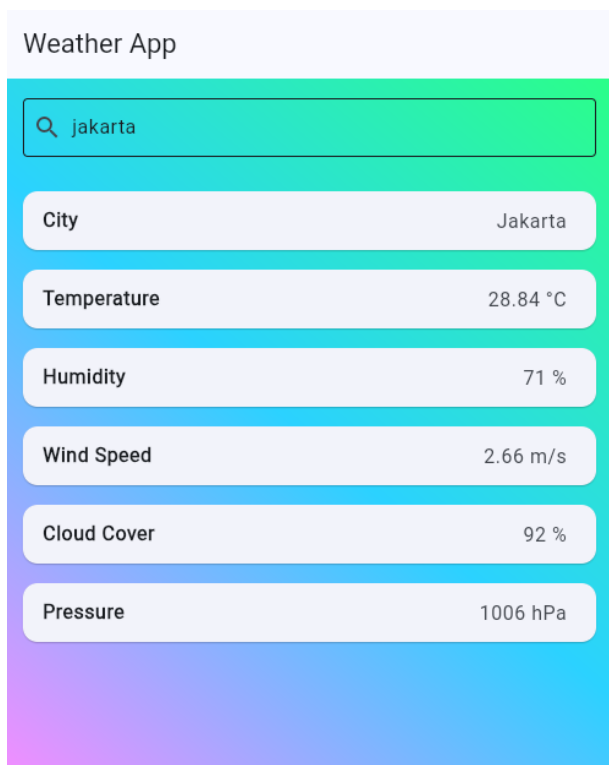 Weather App
jakarta
City Jakarta
Temperature 28.84 °C
Humidity 71 %
Wind Speed 2.66 m/s
Cloud Cover 92 %
Pressure 1006 hPa